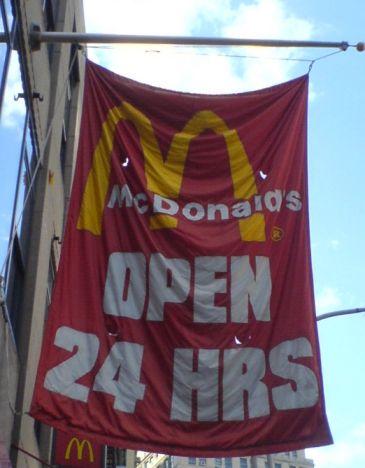 McDonald's
®
OPEN
24 HRS